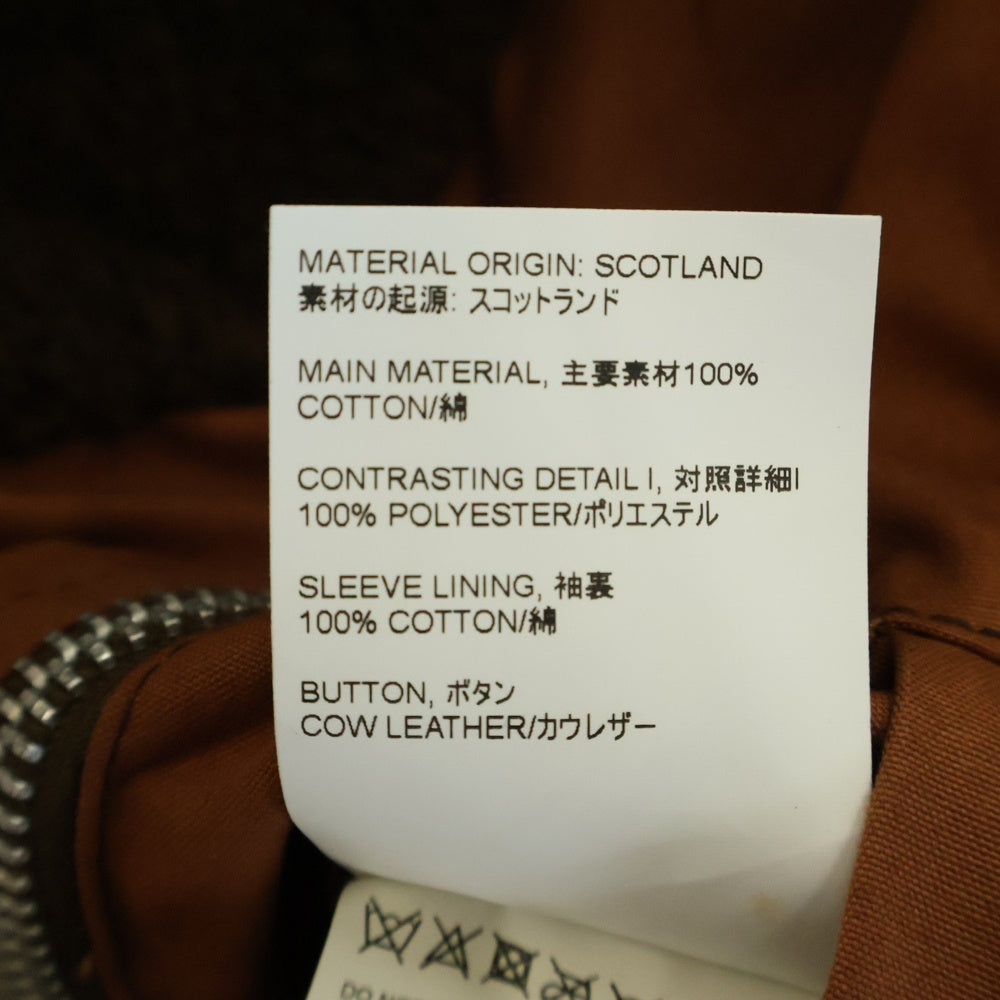 MATERIAL ORIGIN: SCOTLAND
素材の起源: スコットランド
MAIN MATERIAL, 主要素材100%
COTTON/綿
CONTRASTING DETAIL I, 対照詳細I
100% POLYESTER/ポリエステル
SLEEVE LINING, 袖裏
100% COTTON/綿
BUTTON, ボタン
COW LEATHER/カウレザー
DO